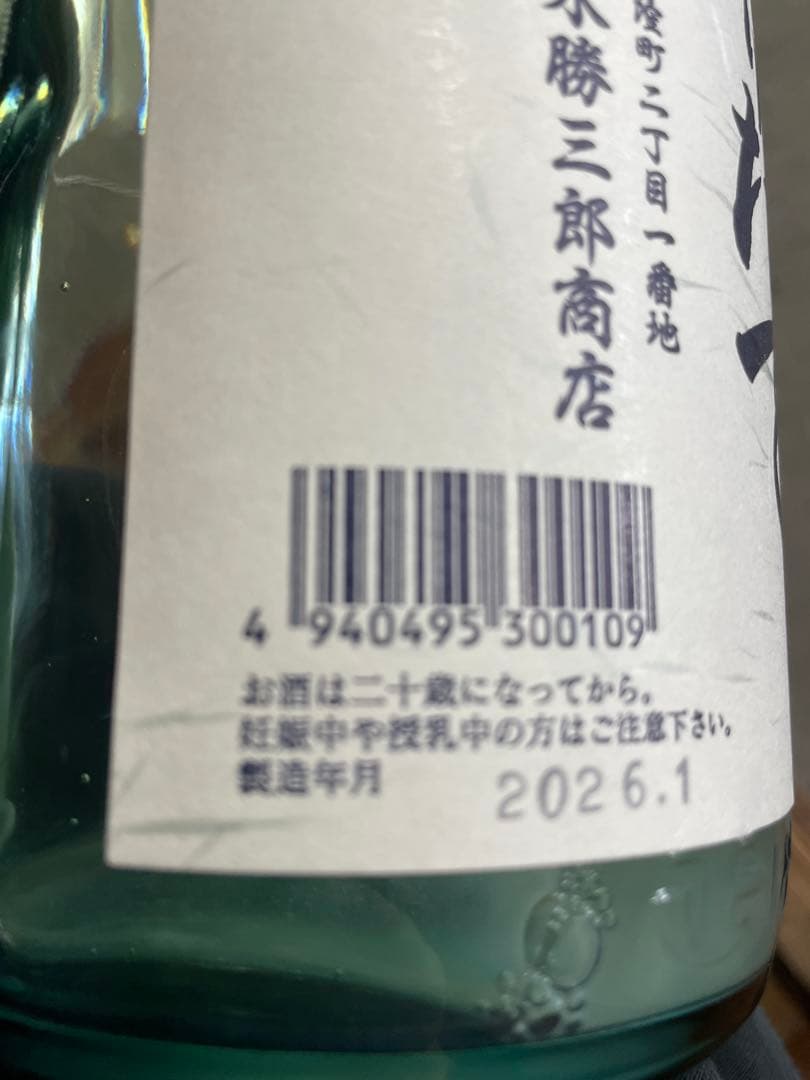 隆町二丁目一番地
勝三郎商店
4 940495 300109
お酒は二十歳になってから。
妊娠中や授乳中の方はご注意下さい。
製造年月 2026.1